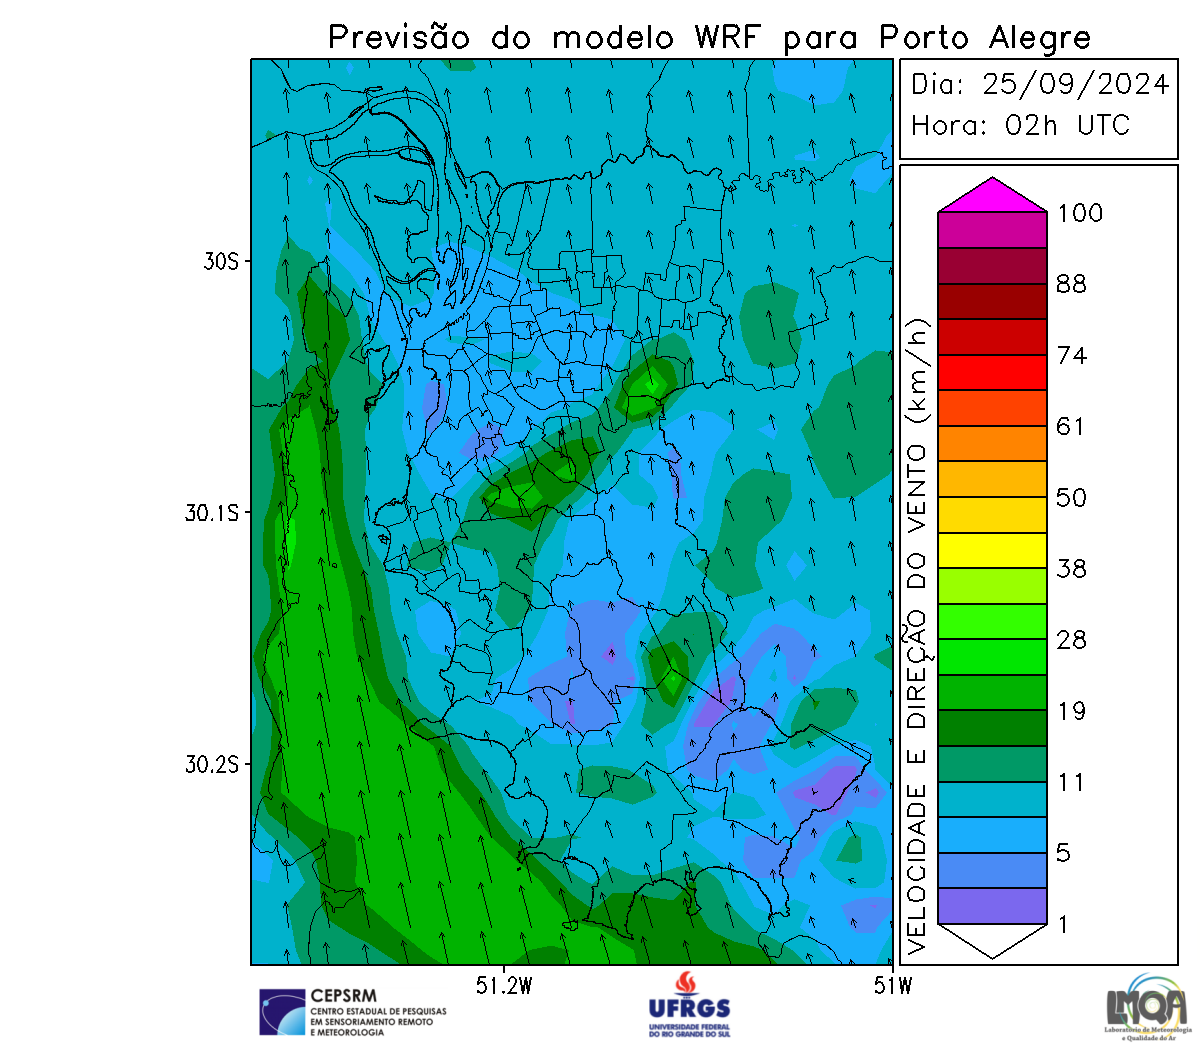 Previsão do modelo WRF para Porto Alegre
Dia: 25/09/2024
Hora: 02h UTC
30S
30.1S
30.2S
51.2W
51W
VELOCIDADE E DIREÇÃO DO VENTO (km/h)
100
88
74
61
50
38
28
19
11
5
1
CEPSRM
CENTRO ESTADUAL DE PESQUISAS
EM SENSORIAMENTO REMOTO
E METEOROLOGIA
UFRGS
UNIVERSIDADE FEDERAL
DO RIO GRANDE DO SUL
LMQA
Laboratório de Meteorologia
e Qualidade do Ar